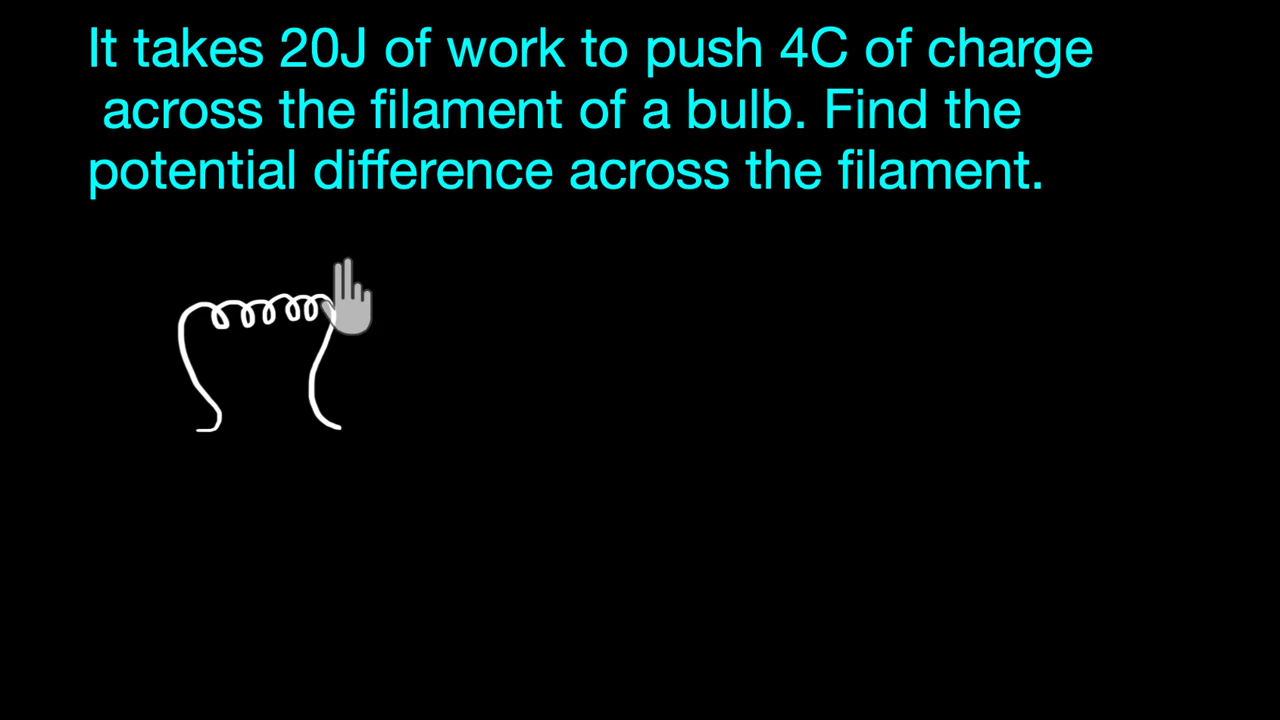 It takes 20J of work to push 4C of charge
across the filament of a bulb. Find the
potential difference across the filament.